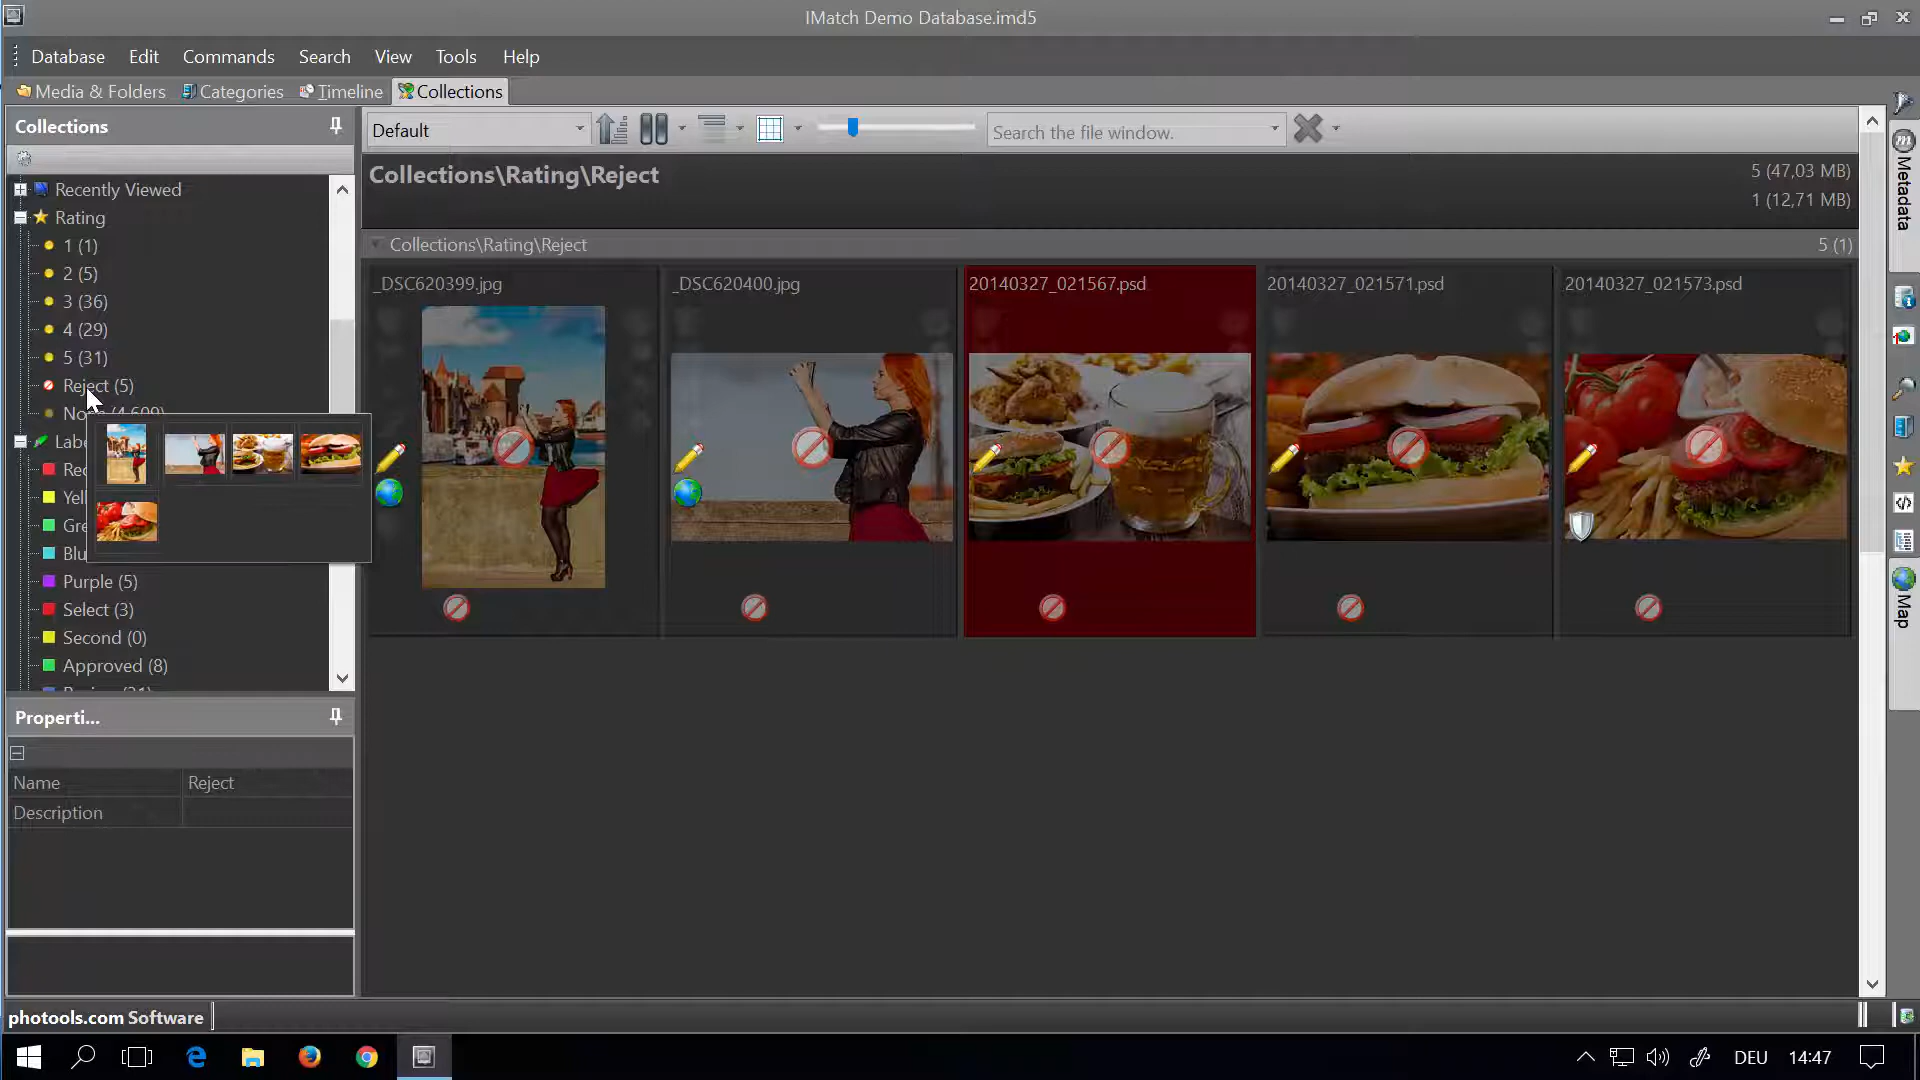 IMatch Demo Database.imd5
Database Edit Commands Search View Tools Help
Media & Folders Categories Timeline Collections
Collections
Default
Search the file window.
Recently Viewed
Rating
1 (1)
2 (5)
3 (36)
4 (29)
5 (31)
Reject (5)
Purple (5)
Select (3)
Second (0)
Approved (8)
Collections\Rating\Reject
5 (47,03 MB)
1 (12,71 MB)
Collections\Rating\Reject 5 (1)
_DSC620399.jpg _DSC620400.jpg 20140327_021567.psd 20140327_021571.psd 20140327_021573.psd
Metadata
Map
Properti...
Name Reject
Description
photools.com Software
DEU 14:47